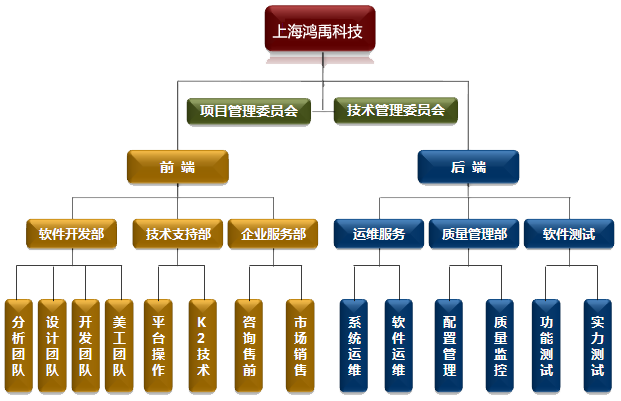 上海鸿禹科技
项目管理委员会
技术管理委员会
前 端
后 端
软件开发部
技术支持部
企业服务部
运维服务
质量管理部
软件测试
分析团队
设计团队
开发团队
美工团队
平台操作
K2技术
咨询售前
市场销售
系统运维
软件运维
配置管理
质量监控
功能测试
实力测试